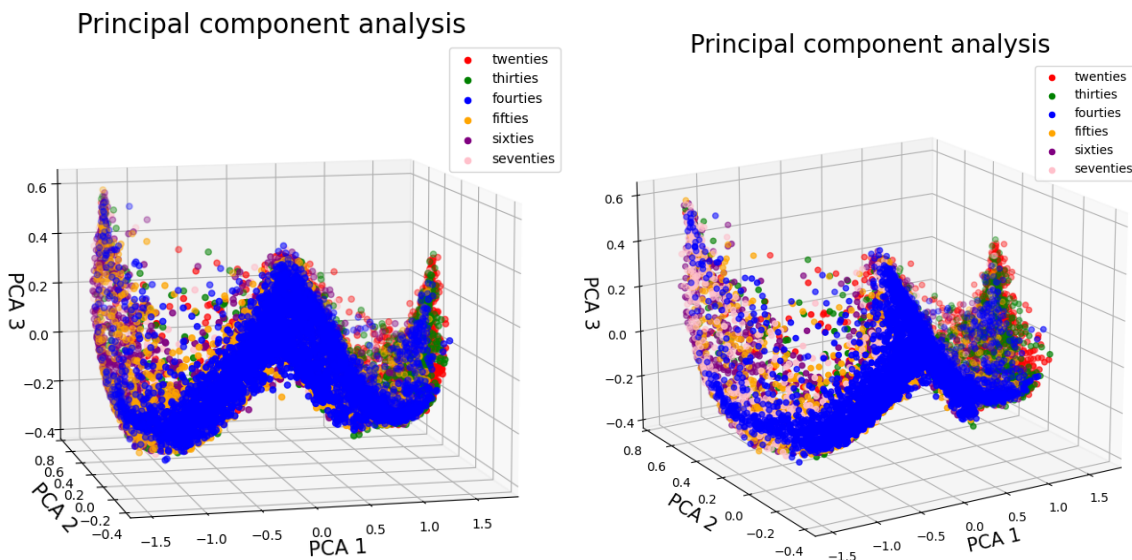 Principal component analysis
twenties
thirties
fourties
fifties
sixties
seventies
0.6
0.4
0.2
0.0
−0.2
−0.4
PCA 3
0.8
0.6
0.4
0.2
0.0
−0.2
−0.4
PCA 2
−1.5
−1.0
−0.5
0.0
0.5
1.0
1.5
PCA 1
Principal component analysis
twenties
thirties
fourties
fifties
sixties
seventies
0.6
0.4
0.2
0.0
−0.2
−0.4
PCA 3
0.8
0.6
0.4
0.2
0.0
−0.2
−0.4
PCA 2
−1.5
−1.0
−0.5
0.0
0.5
1.0
1.5
PCA 1